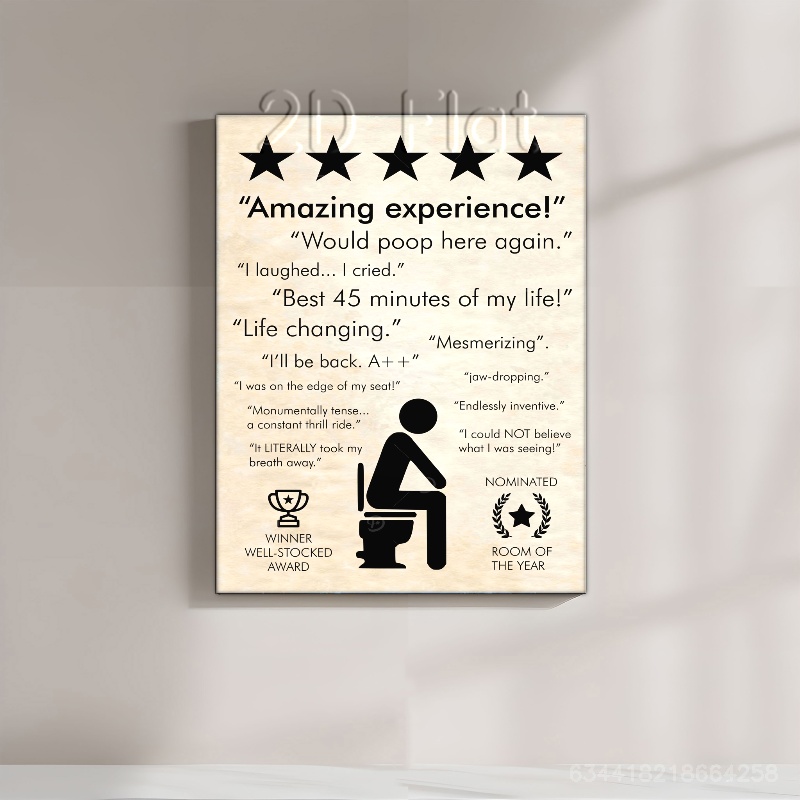 2D Flat
“Amazing experience!”
“Would poop here again.”
“I laughed... I cried.”
“Best 45 minutes of my life!”
“Life changing.”
“Mesmerizing”.
“I’ll be back. A++”
“jaw-dropping.”
“I was on the edge of my seat!”
“Endlessly inventive.”
“Monumentally tense...
a constant thrill ride.”
“I could NOT believe
what I was seeing!”
“It LITERALLY took my
breath away.”
NOMINATED
WINNER
WELL-STOCKED
AWARD
ROOM OF
THE YEAR
634418218664258